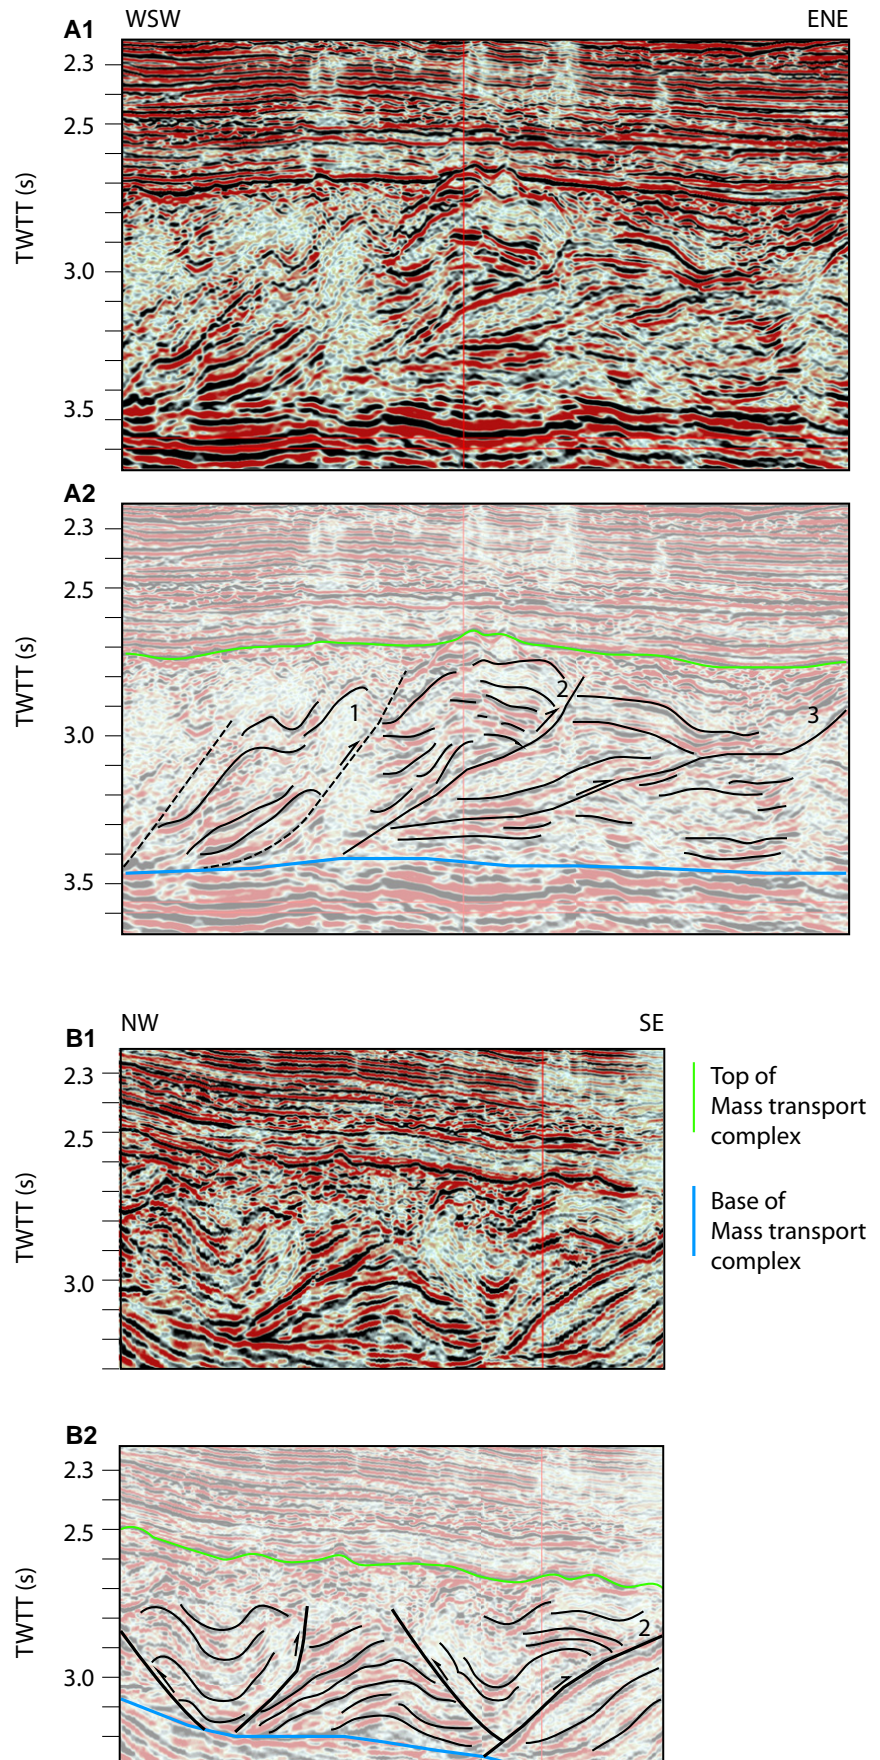 A1
WSW
ENE
2.3
2.5
3.0
3.5
TWTT (s)
A2
2.3
2.5
3.0
3.5
TWTT (s)
1
2
3
B1
NW
SE
2.3
2.5
3.0
TWTT (s)
Top of
Mass transport
complex
Base of
Mass transport
complex
B2
2.3
2.5
3.0
TWTT (s)
2